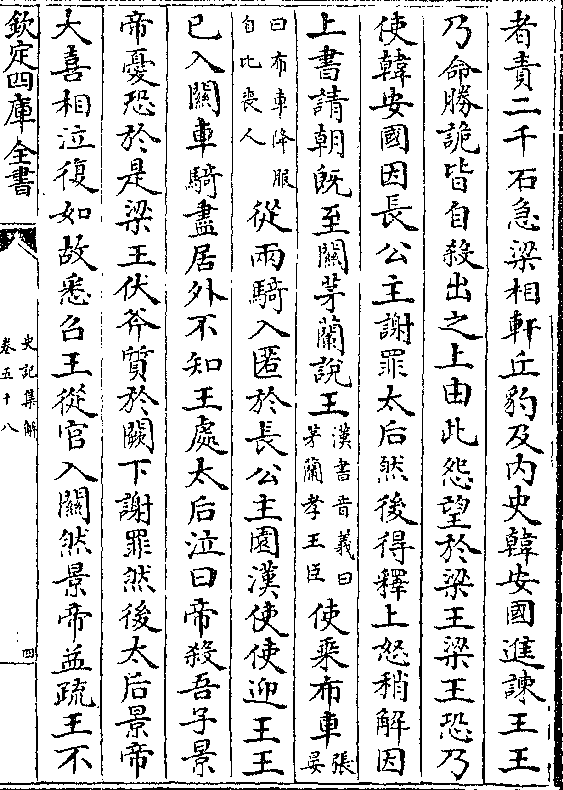 者責二千石急梁相軒丘豹及内史韓安國進諫王王
乃命勝詭皆自殺出之上由此怨望於梁王梁王恐乃
使韓安國因長公主謝罪太后然後得釋上怒稍解因
上書請朝旣至關茅蘭說王漢書音義曰茅蘭孝王臣使乘布車張晏
曰布車降服自比喪人從兩騎入匿於長公主園漢使使迎王王
已入關車騎盡居外不知王處太后泣曰帝殺吾子景
帝憂恐於是梁王伏斧質於闕下謝罪然後太后景帝
大喜相泣復如故悉召王從官入關然景帝益疏王不
欽定四庫全書
史記集解
卷五十八
四